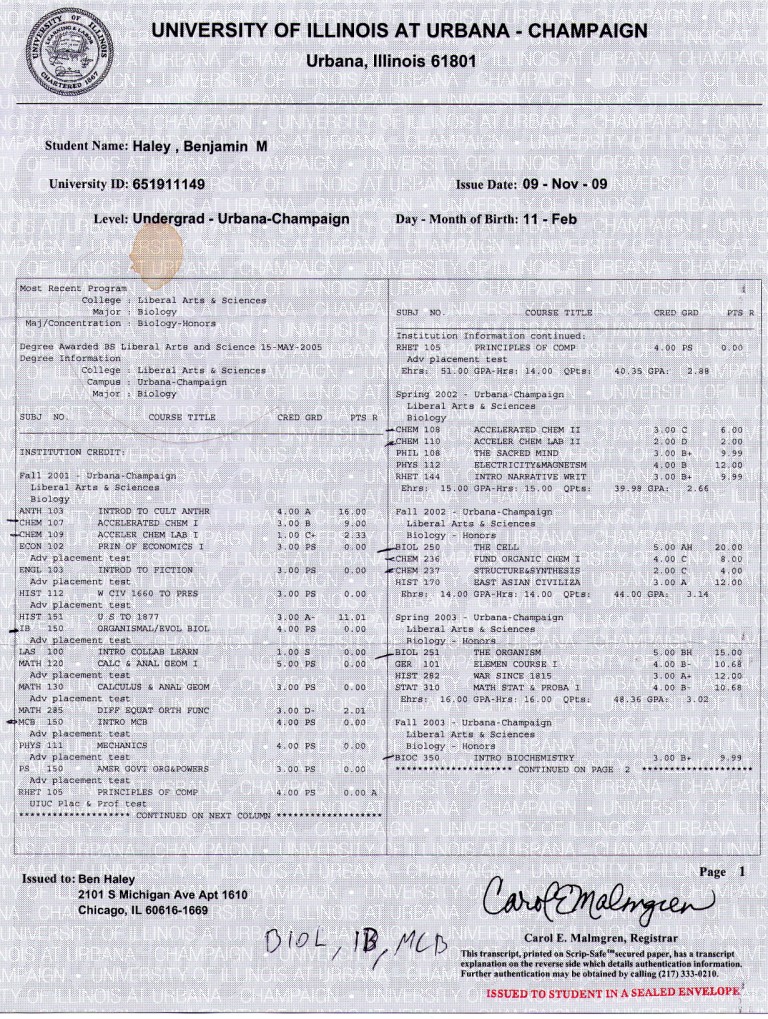 UNIVERSITY OF ILLINOIS AT URBANA - CHAMPAIGN
Urbana, Illinois 61801
Student Name: Haley , Benjamin M
University ID: 651911149
Issue Date: 09 - Nov - 09
Level: Undergrad - Urbana-Champaign
Day - Month of Birth: 11 - Feb
Most Recent Program
College : Liberal Arts & Sciences
Major : Biology
Maj/Concentration : Biology-Honors
Degree Awarded BS Liberal Arts and Science 15-MAY-2005
Degree Information
College : Liberal Arts & Sciences
Campus : Urbana-Champaign
Major : Biology
SUBJ NO. COURSE TITLE CRED GRD PTS R
INSTITUTION CREDIT:
Fall 2001 - Urbana-Champaign
Liberal Arts & Sciences
Biology
ANTH 103 INTROD TO CULT ANTHR 4.00 A 16.00
CHEM 107 ACCELERATED CHEM I 3.00 B 9.00
CHEM 109 ACCELER CHEM LAB I 1.00 C+ 2.33
ECON 102 PRIN OF ECONOMICS I 3.00 PS 0.00
Adv placement test
ENGL 103 INTROD TO FICTION 3.00 PS 0.00
Adv placement test
HIST 112 W CIV 1660 TO PRES 3.00 PS 0.00
Adv placement test
HIST 151 U S TO 1877 3.00 A- 11.01
IB 150 ORGANISMAL/EVOL BIOL 4.00 PS 0.00
Adv placement test
LAS 100 INTRO COLLAB LEARN 1.00 S 0.00
MATH 120 CALC & ANAL GEOM I 5.00 PS 0.00
Adv placement test
MATH 130 CALCULUS & ANAL GEOM 3.00 PS 0.00
Adv placement test
MATH 285 DIFF EQUAT ORTH FUNC 3.00 D- 2.01
MCB 150 INTRO MCB 4.00 PS 0.00
Adv placement test
PHYS 111 MECHANICS 4.00 PS 0.00
Adv placement test
PS 150 AMER GOVT ORG&POWERS 3.00 PS 0.00
Adv placement test
RHET 105 PRINCIPLES OF COMP 4.00 PS 0.00 A
UIUC Plac & Prof test
******************* CONTINUED ON NEXT COLUMN *******************
SUBJ NO. COURSE TITLE CRED GRD PTS R
Institution Information continued:
RHET 105 PRINCIPLES OF COMP 4.00 PS 0.00
Adv placement test
Ehrs: 51.00 GPA-Hrs: 14.00 QPts: 40.35 GPA: 2.88
Spring 2002 - Urbana-Champaign
Liberal Arts & Sciences
Biology
CHEM 108 ACCELERATED CHEM II 3.00 C 6.00
CHEM 110 ACCELER CHEM LAB II 2.00 D 2.00
PHIL 108 THE SACRED MIND 3.00 B+ 9.99
PHYS 112 ELECTRICITY&MAGNETSM 4.00 B 12.00
RHET 144 INTRO NARRATIVE WRIT 3.00 B+ 9.99
Ehrs: 15.00 GPA-Hrs: 15.00 QPts: 39.98 GPA: 2.66
Fall 2002 - Urbana-Champaign
Liberal Arts & Sciences
Biology - Honors
BIOL 250 THE CELL 5.00 AH 20.00
CHEM 236 FUND ORGANIC CHEM I 4.00 C 8.00
CHEM 237 STRUCTURE&SYNTHESIS 2.00 C 4.00
HIST 170 EAST ASIAN CIVILIZA 3.00 A 12.00
Ehrs: 14.00 GPA-Hrs: 14.00 QPts: 44.00 GPA: 3.14
Spring 2003 - Urbana-Champaign
Liberal Arts & Sciences
Biology - Honors
BIOL 251 THE ORGANISM 5.00 BH 15.00
GER 101 ELEMEN COURSE I 4.00 B- 10.68
HIST 282 WAR SINCE 1815 3.00 A+ 12.00
STAT 310 MATH STAT & PROBA I 4.00 B- 10.68
Ehrs: 16.00 GPA-Hrs: 16.00 QPts: 48.36 GPA: 3.02
Fall 2003 - Urbana-Champaign
Liberal Arts & Sciences
Biology - Honors
BIOC 350 INTRO BIOCHEMISTRY 3.00 B+ 9.99
******************** CONTINUED ON PAGE 2 *******************
Page 1
Issued to: Ben Haley
2101 S Michigan Ave Apt 1610
Chicago, IL 60616-1669
Carol E Malmgren
BIOL, IB, MCB
Carol E. Malmgren, Registrar
This transcript, printed on Scrip-Safe™ secured paper, has a transcript
explanation on the reverse side which details authentication information.
Further authentication may be obtained by calling (217) 333-0210.
ISSUED TO STUDENT IN A SEALED ENVELOPE